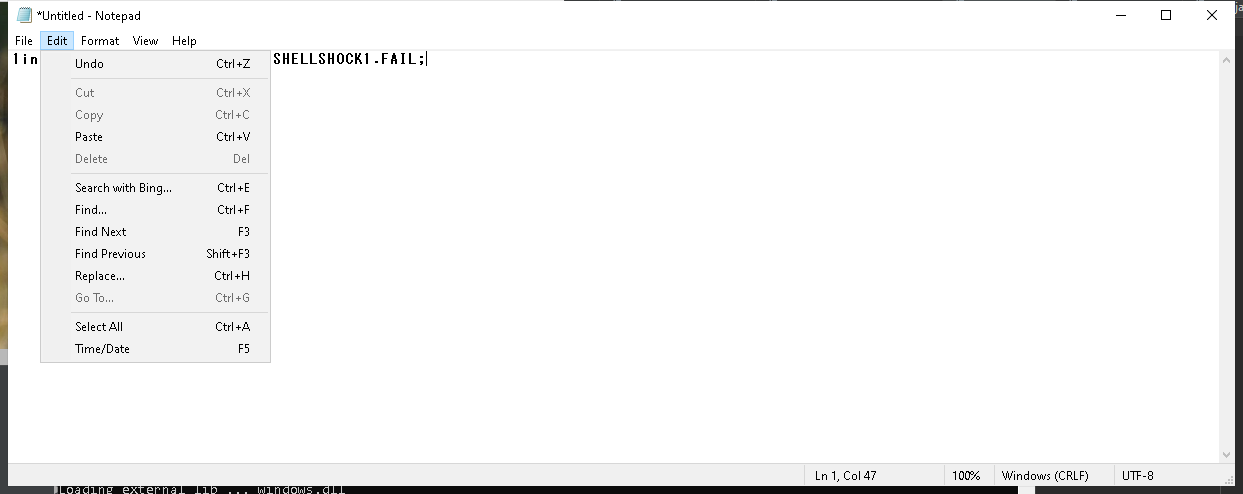 *Untitled - Notepad
File Edit Format View Help
SHELLSHOCK1.FAIL;
Undo Ctrl+Z
Cut Ctrl+X
Copy Ctrl+C
Paste Ctrl+V
Delete Del
Search with Bing... Ctrl+E
Find... Ctrl+F
Find Next F3
Find Previous Shift+F3
Replace... Ctrl+H
Go To... Ctrl+G
Select All Ctrl+A
Time/Date F5
Ln 1, Col 47 100% Windows (CRLF) UTF-8
Loading external lib ... windows.dll